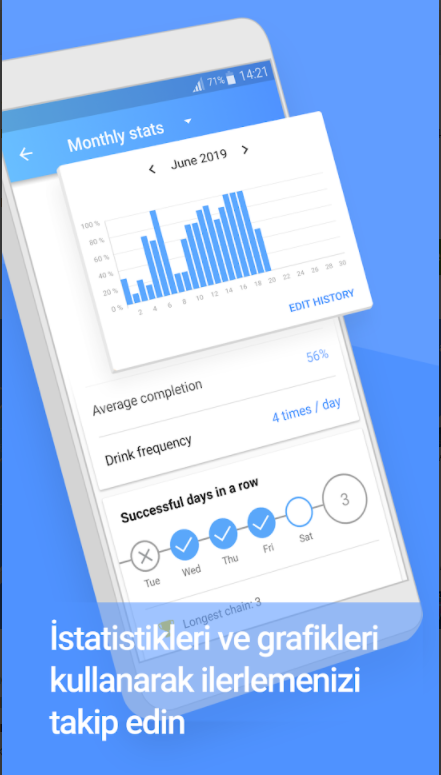 71% 14:21
Monthly stats
June 2019
100 %
80 %
60 %
40 %
20 %
0 %
2 4 6 8 10 12 14 16 18 20 22 24 26 28 30
EDIT HISTORY
Average completion 56%
Drink frequency 4 times / day
Successful days in a row
3
Tue Wed Thu Fri Sat
Longest chain: 3
İstatistikleri ve grafikleri
kullanarak ilerlemenizi
takip edin